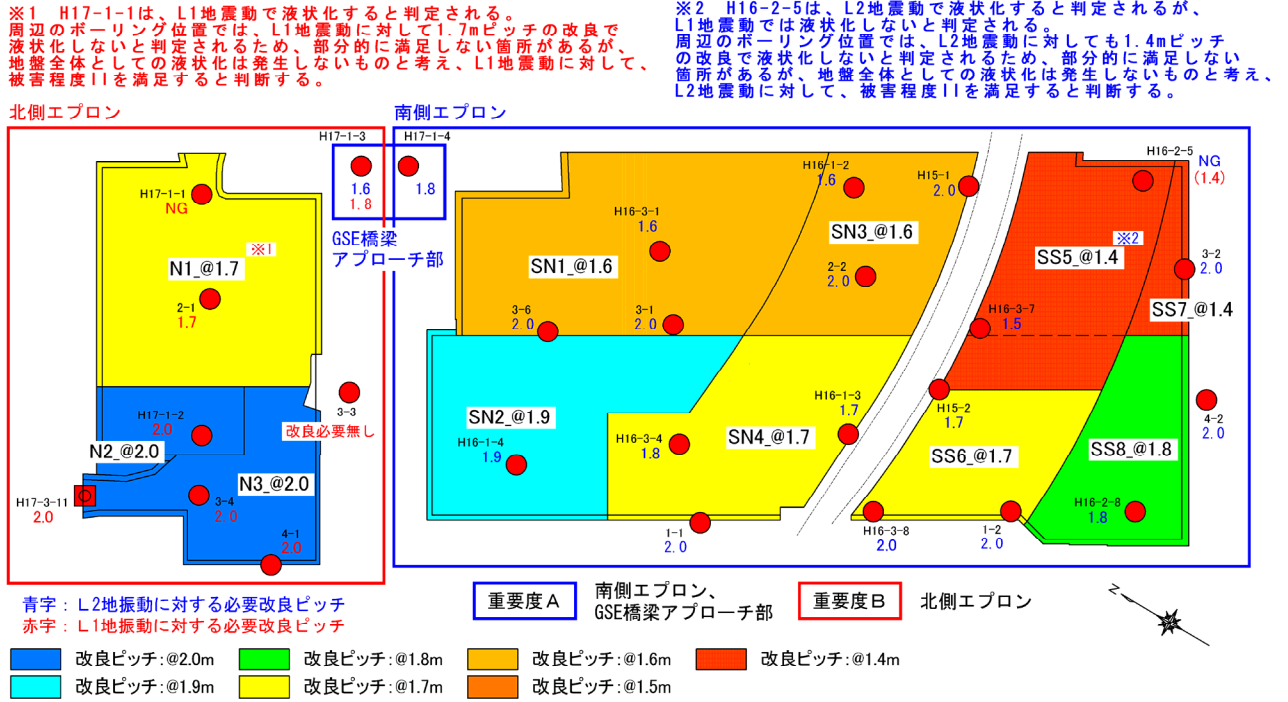 ※1　H17-1-1は、L1地震動で液状化すると判定される。
周辺のボーリング位置では、L1地震動に対して1.7mピッチの改良で
液状化しないと判定されるため、部分的に満足しない箇所があるが、
地盤全体としての液状化は発生しないものと考え、L1地震動に対して、
被害程度IIを満足すると判断する。
※2　H16-2-5は、L2地震動で液状化すると判定されるが、
L1地震動では液状化しないと判定される。
周辺のボーリング位置では、L2地震動に対しても1.4mピッチ
の改良で液状化しないと判定されるため、部分的に満足しない
箇所があるが、地盤全体としての液状化は発生しないものと考え、
L2地震動に対して、被害程度IIを満足すると判断する。
北側エプロン
南側エプロン
H17-1-3
H17-1-4
1.6
1.8
1.8
GSE橋梁
アプローチ部
H17-1-1
NG
※1
N1_@1.7
2-1
1.7
3-3
改良必要無し
H17-1-2
2.0
N2_@2.0
N3_@2.0
H17-3-11
2.0
3-4
2.0
4-1
2.0
H16-1-2
1.6
H15-1
2.0
H16-3-1
1.6
SN3_@1.6
SN1_@1.6
2-2
2.0
3-6
2.0
3-1
2.0
H16-2-5
NG
(1.4)
※2
SS5_@1.4
3-2
2.0
H16-3-7
1.5
SS7_@1.4
SN2_@1.9
H16-1-4
1.9
H16-3-4
1.8
SN4_@1.7
H16-1-3
1.7
H15-2
1.7
4-2
2.0
SS6_@1.7
SS8_@1.8
H16-2-8
1.8
1-1
2.0
H16-3-8
2.0
1-2
2.0
青字：L2地振動に対する必要改良ピッチ
赤字：L1地振動に対する必要改良ピッチ
重要度A
南側エプロン、
GSE橋梁アプローチ部
重要度B
北側エプロン
N
改良ピッチ:@2.0m
改良ピッチ:@1.8m
改良ピッチ:@1.6m
改良ピッチ:@1.4m
改良ピッチ:@1.9m
改良ピッチ:@1.7m
改良ピッチ:@1.5m